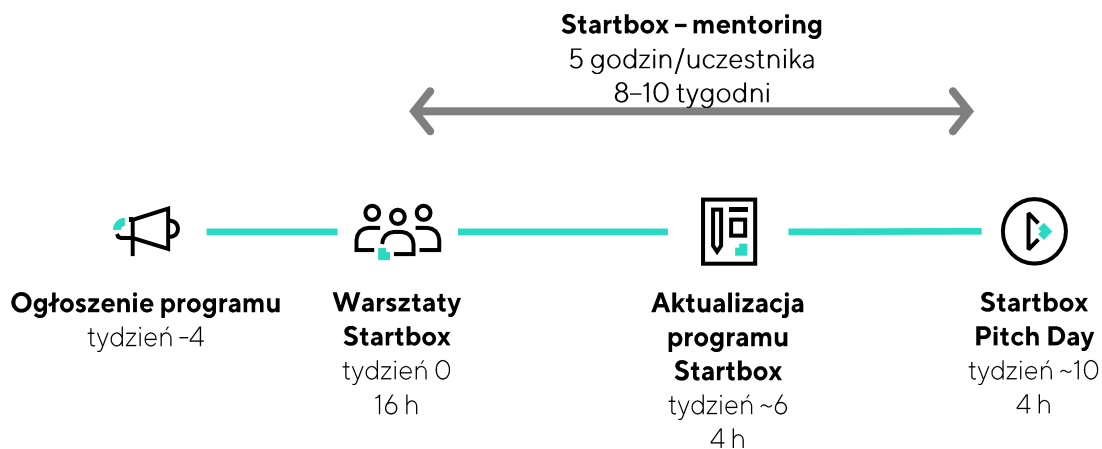 Startbox – mentoring
5 godzin/uczestnika
8–10 tygodni
Ogłoszenie programu
tydzień -4
Warsztaty
Startbox
tydzień 0
16 h
Aktualizacja
programu
Startbox
tydzień ~6
4 h
Startbox
Pitch Day
tydzień ~10
4 h